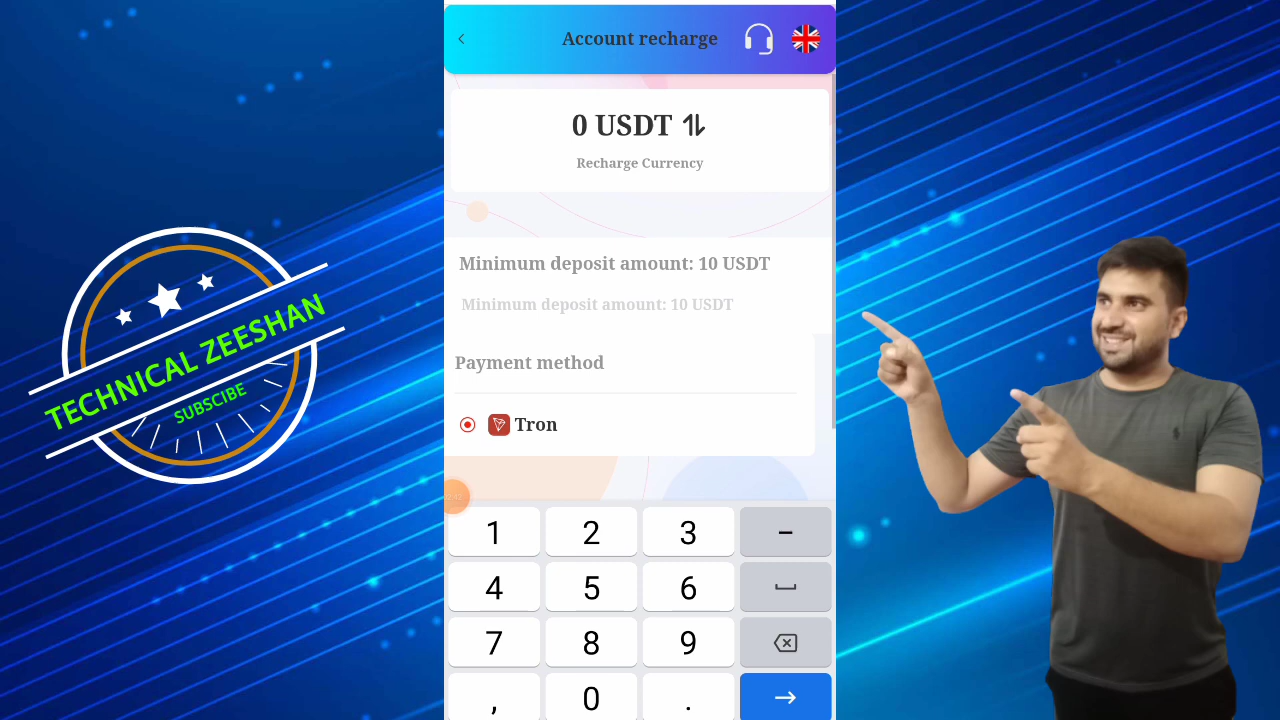 Account recharge
0 USDT
Recharge Currency
Minimum deposit amount: 10 USDT
Minimum deposit amount: 10 USDT
Payment method
Tron
1 2 3 –
4 5 6
7 8 9
, 0 .
TECHNICAL ZEESHAN
SUBSCIBE